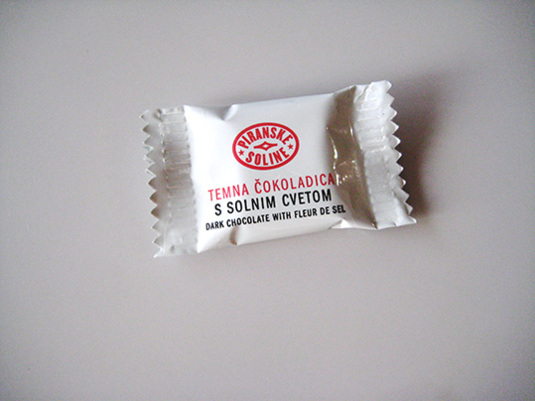 PIRANSKE
SOLINE
TEMNA ČOKOLADICA
S SOLNIM CVETOM
DARK CHOCOLATE WITH FLEUR DE SEL